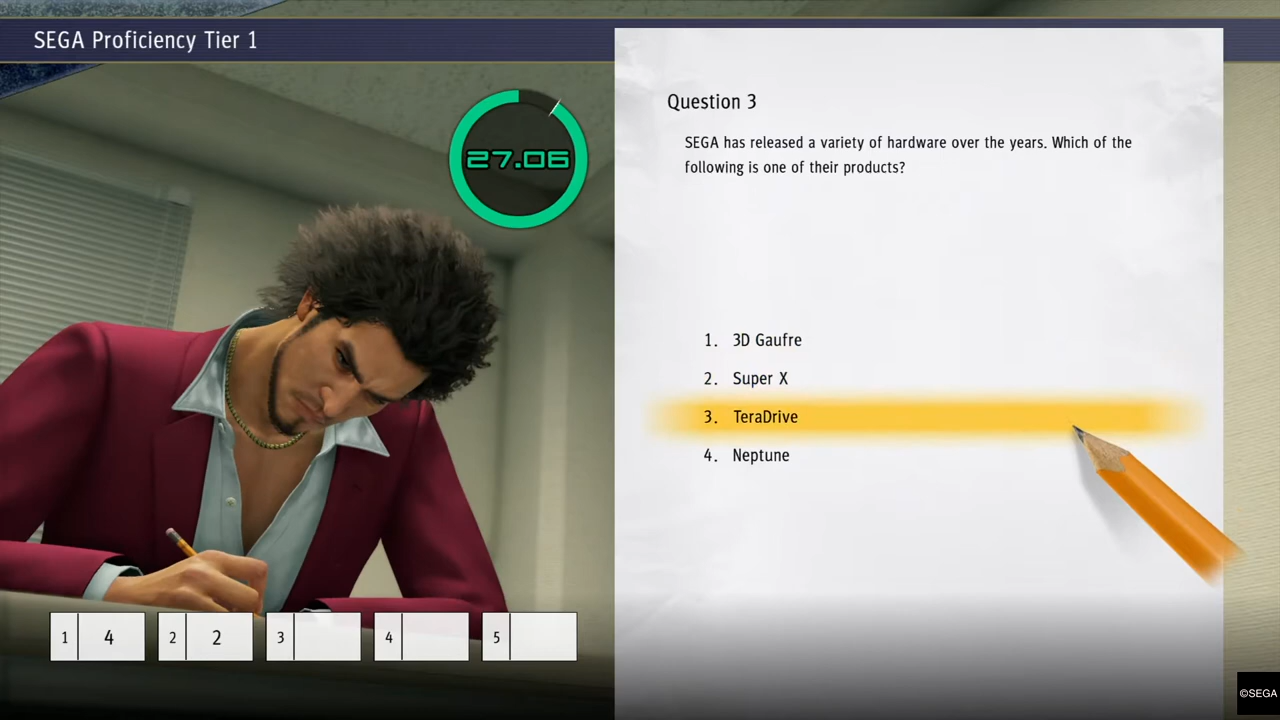 SEGA Proficiency Tier 1
27.06
Question 3
SEGA has released a variety of hardware over the years. Which of the
following is one of their products?
1. 3D Gaufre
2. Super X
3. TeraDrive
4. Neptune
1 4 2 2 3 4 5
©SEGA